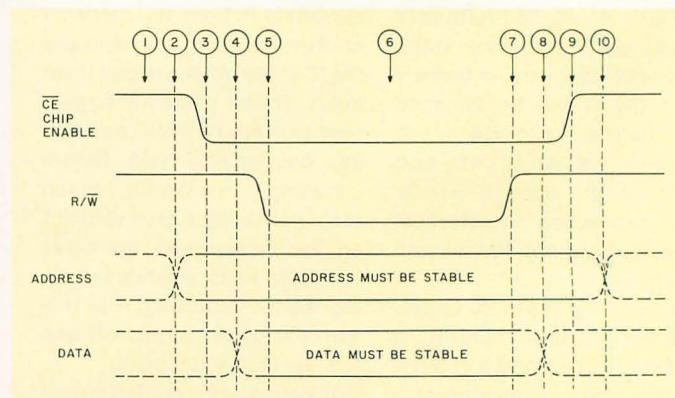 1 2 3 4 5 6 7 8 9 10
CE
CHIP
ENABLE
R/W
ADDRESS
ADDRESS MUST BE STABLE
DATA
DATA MUST BE STABLE